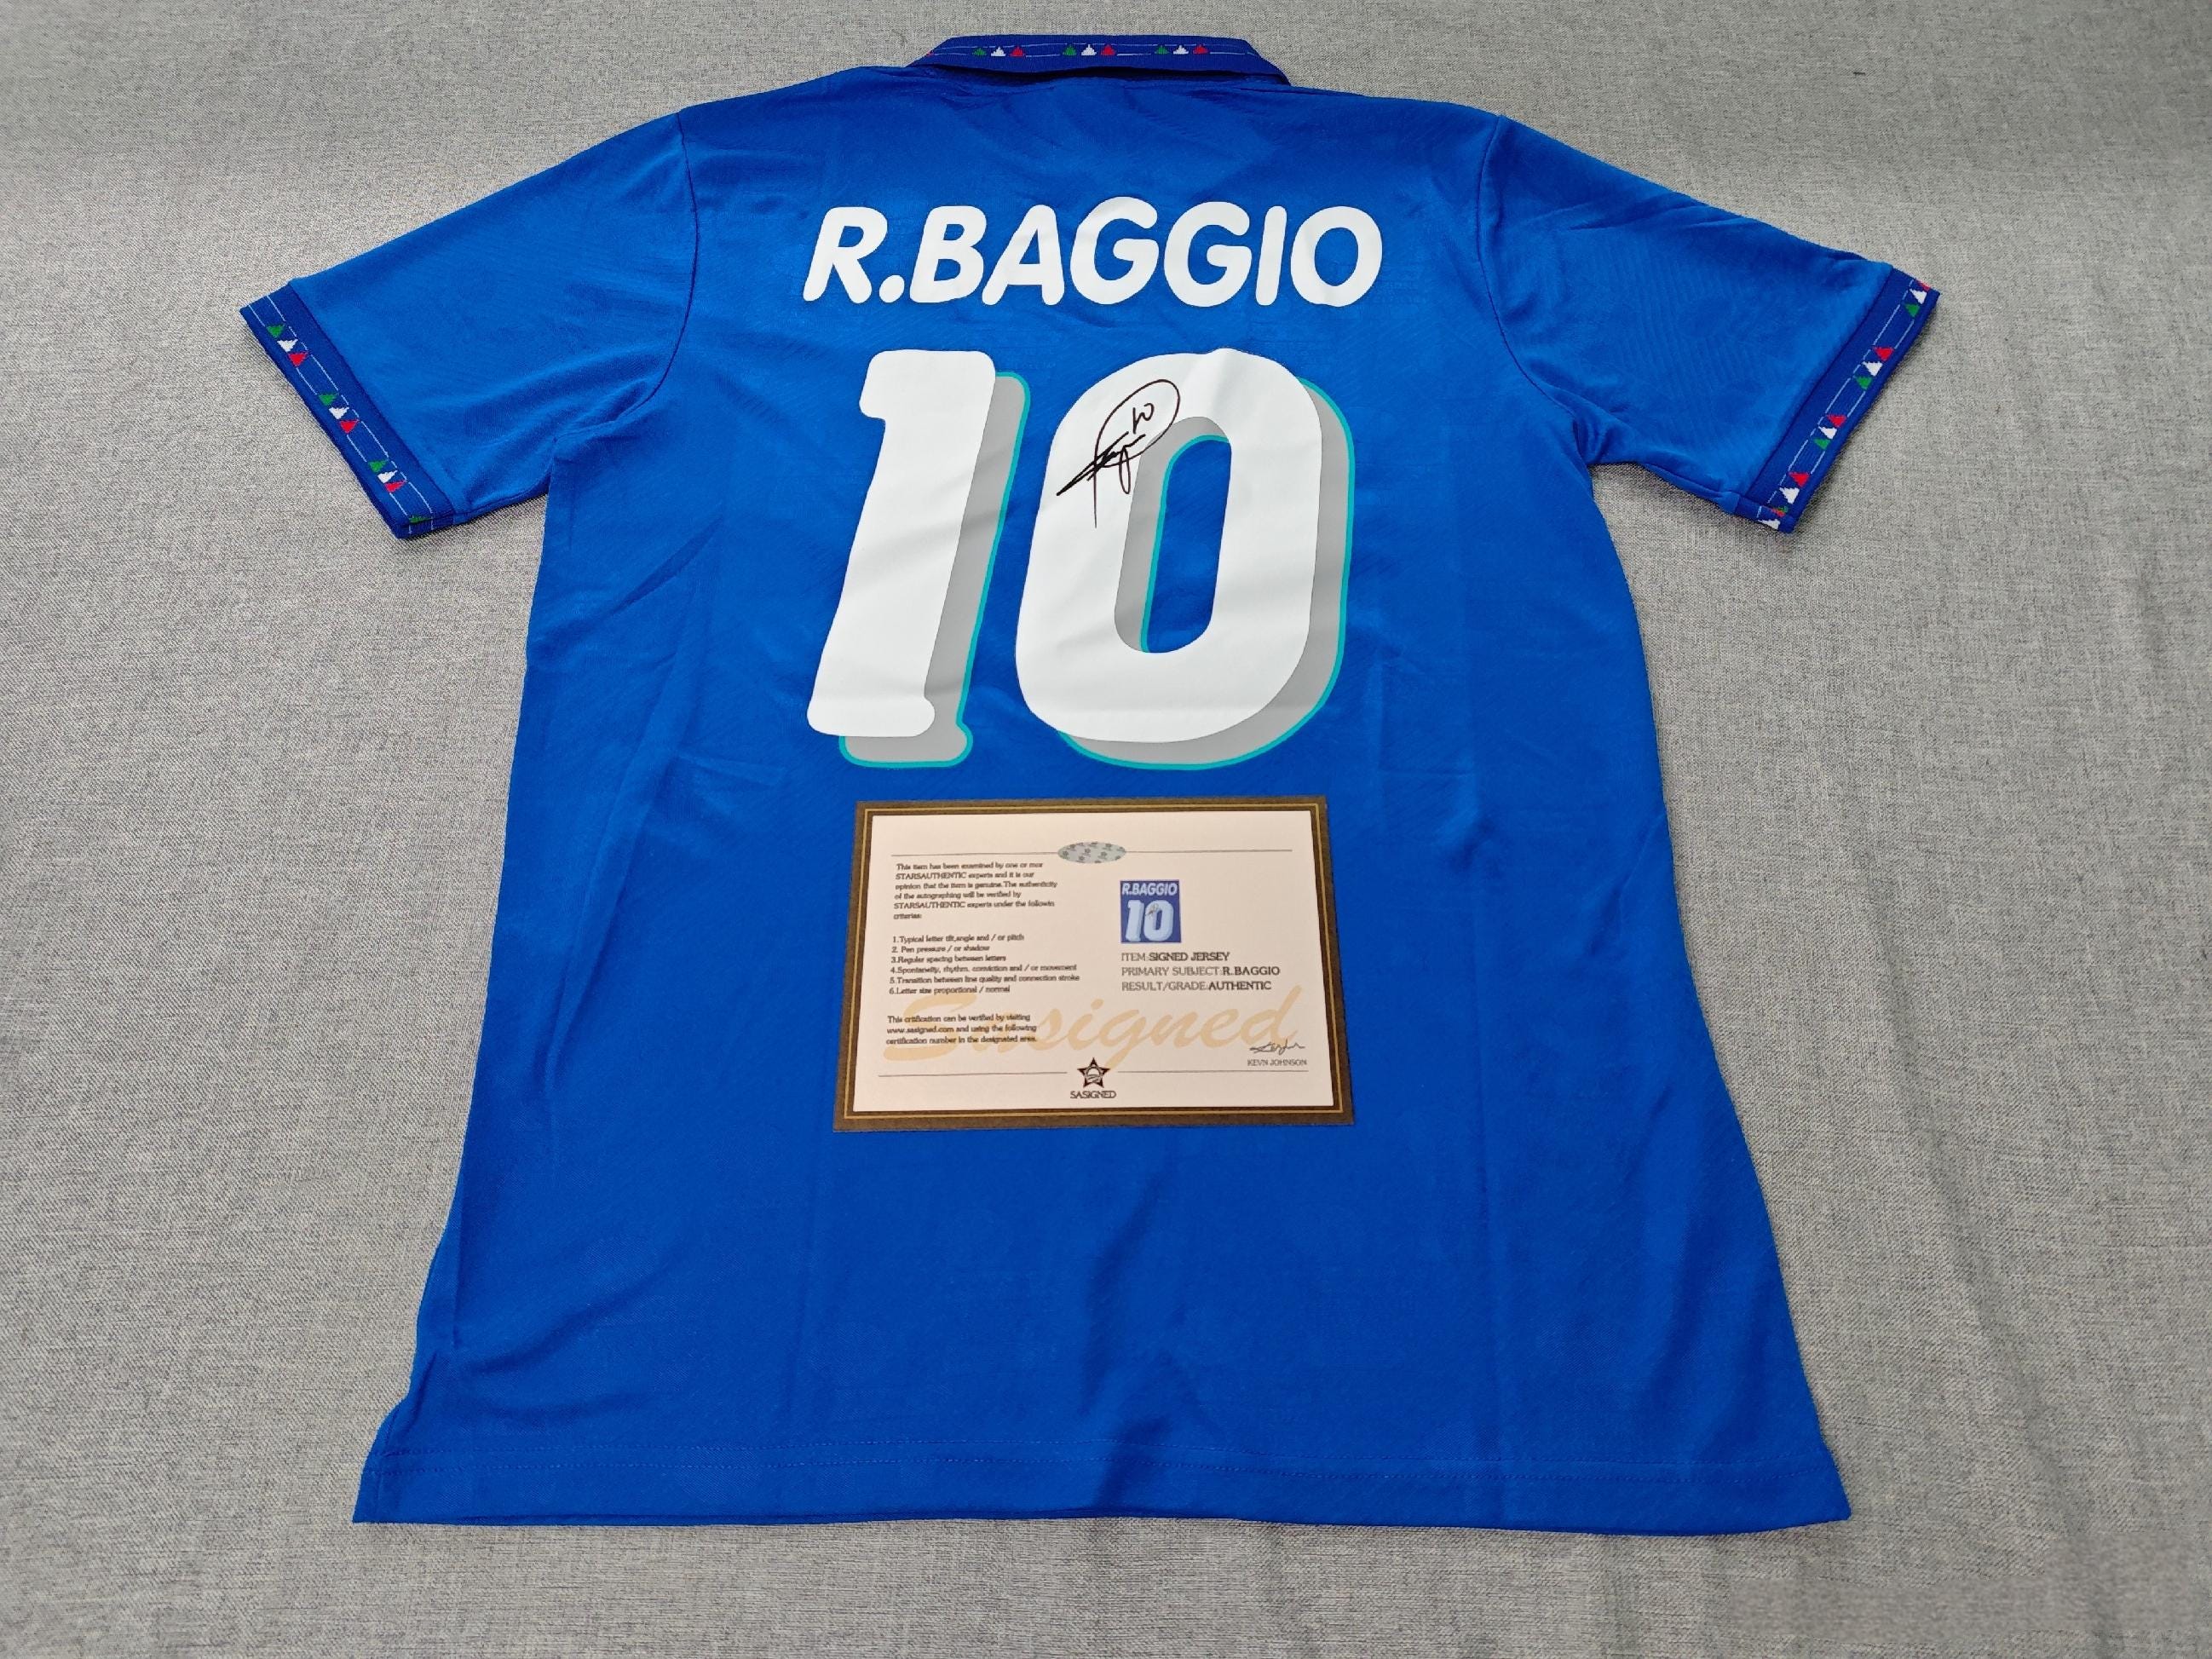 R.BAGGIO
10
This item has been examined by one or mor
STARSAUTHENTIC experts and it is our
opinion that the item is genuine.The authenticity
of the autographing will be verified by
STARSAUTHENTIC experts under the followin
criterias:
1.Typical letter tilt,angle and / or pitch
2. Pen pressure / or shadow
3.Regular spacing between letters
4.Spontaneity, rhythm, conviction and / or movement
5.Transition between line quality and connection stroke
6.Letter size proportional / normal
This crtification can be verified by visiting
www.sasigned.com and using the following
certification number in the designated area.
R.BAGGIO
10
ITEM:SIGNED JERSEY
PRIMARY SUBJECT:R.BAGGIO
RESULT/GRADE:AUTHENTIC
Sasigned
KEVN JOHNSON
SASIGNED